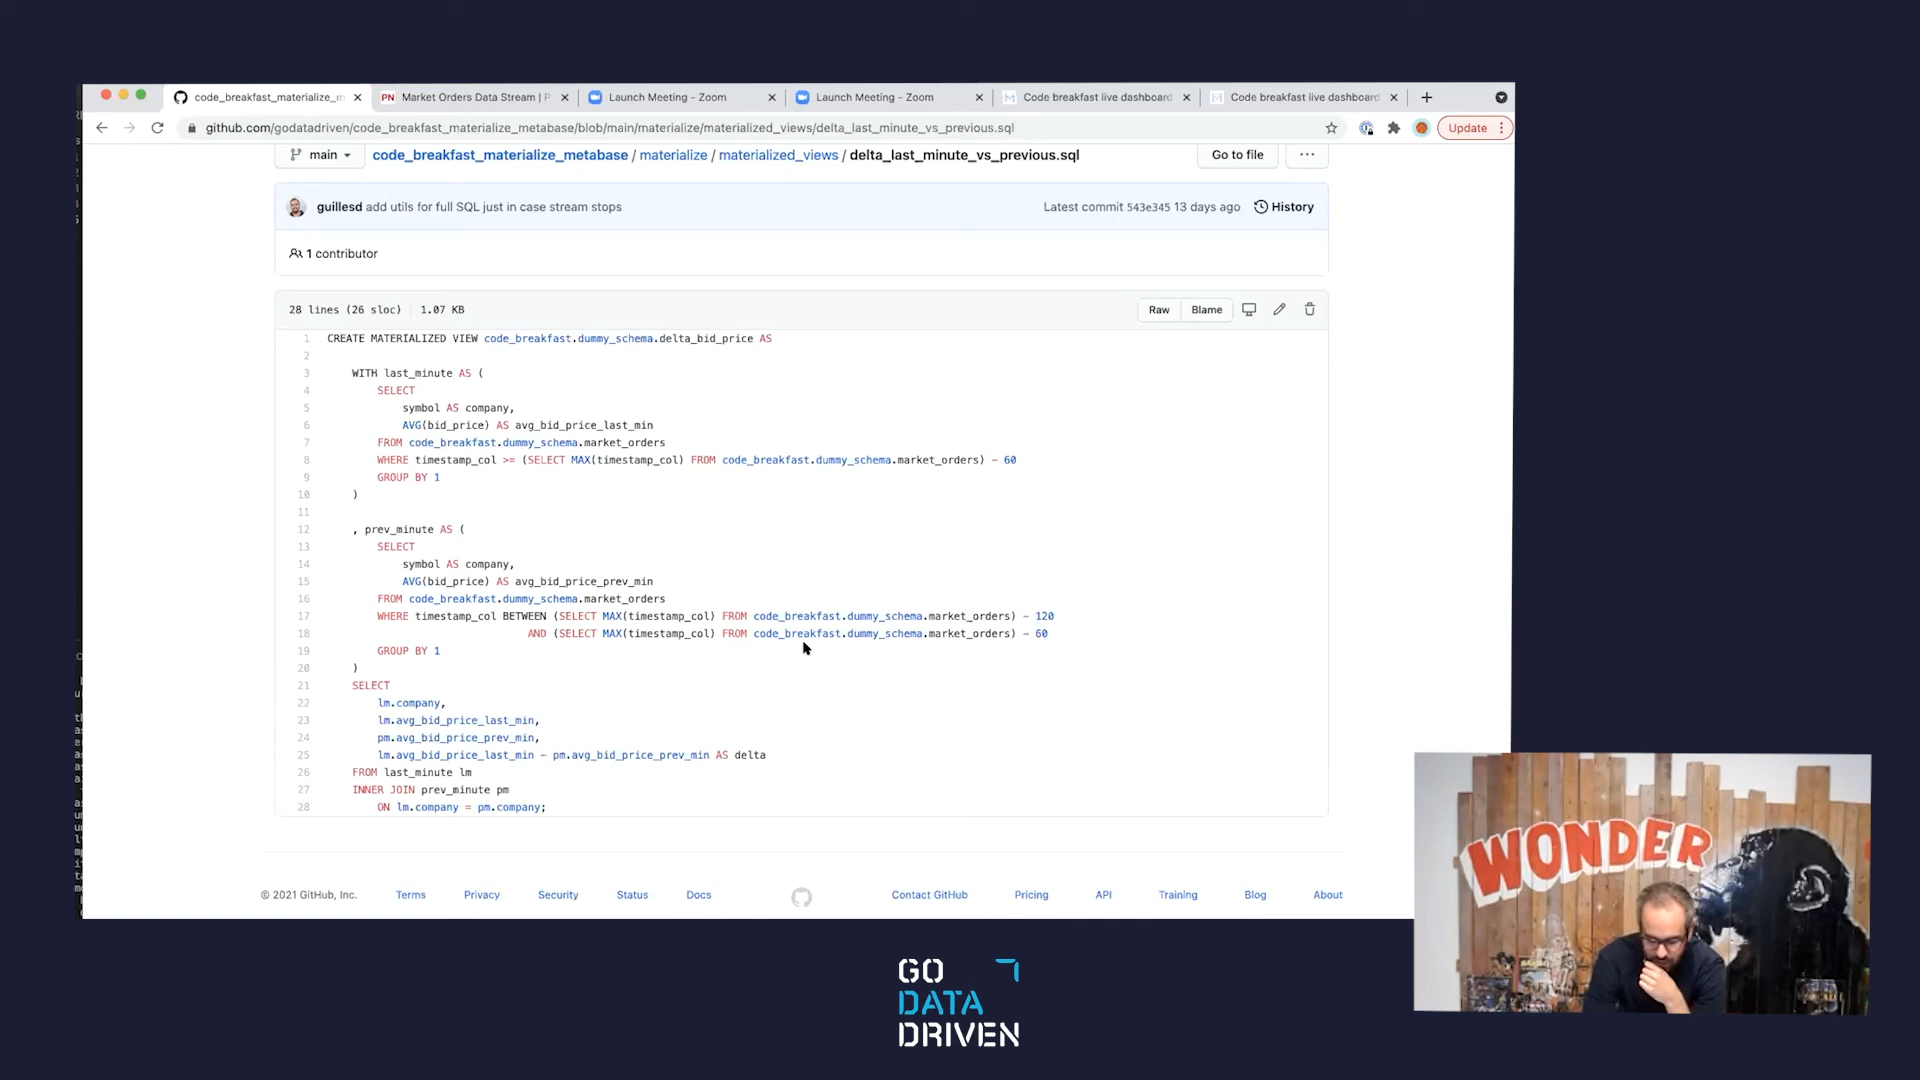 code_breakfast_materialize_m
Market Orders Data Stream | P
Launch Meeting - Zoom
Launch Meeting - Zoom
Code breakfast live dashboard
Code breakfast live dashboard
github.com/godatadriven/code_breakfast_materialize_metabase/blob/main/materialize/materialized_views/delta_last_minute_vs_previous.sql
Update
main
code_breakfast_materialize_metabase / materialize / materialized_views / delta_last_minute_vs_previous.sql
Go to file
guillesd add utils for full SQL just in case stream stops
Latest commit 543e345 13 days ago
History
1 contributor
28 lines (26 sloc) 1.07 KB
Raw
Blame
1 CREATE MATERIALIZED VIEW code_breakfast.dummy_schema.delta_bid_price AS
2
3 WITH last_minute AS (
4 SELECT
5 symbol AS company,
6 AVG(bid_price) AS avg_bid_price_last_min
7 FROM code_breakfast.dummy_schema.market_orders
8 WHERE timestamp_col >= (SELECT MAX(timestamp_col) FROM code_breakfast.dummy_schema.market_orders) - 60
9 GROUP BY 1
10 )
11
12 , prev_minute AS (
13 SELECT
14 symbol AS company,
15 AVG(bid_price) AS avg_bid_price_prev_min
16 FROM code_breakfast.dummy_schema.market_orders
17 WHERE timestamp_col BETWEEN (SELECT MAX(timestamp_col) FROM code_breakfast.dummy_schema.market_orders) - 120
18 AND (SELECT MAX(timestamp_col) FROM code_breakfast.dummy_schema.market_orders) - 60
19 GROUP BY 1
20 )
21 SELECT
22 lm.company,
23 lm.avg_bid_price_last_min,
24 pm.avg_bid_price_prev_min,
25 lm.avg_bid_price_last_min - pm.avg_bid_price_prev_min AS delta
26 FROM last_minute lm
27 INNER JOIN prev_minute pm
28 ON lm.company = pm.company;
© 2021 GitHub, Inc. Terms Privacy Security Status Docs Contact GitHub Pricing API Training Blog About
WONDER
GO
DATA
DRIVEN